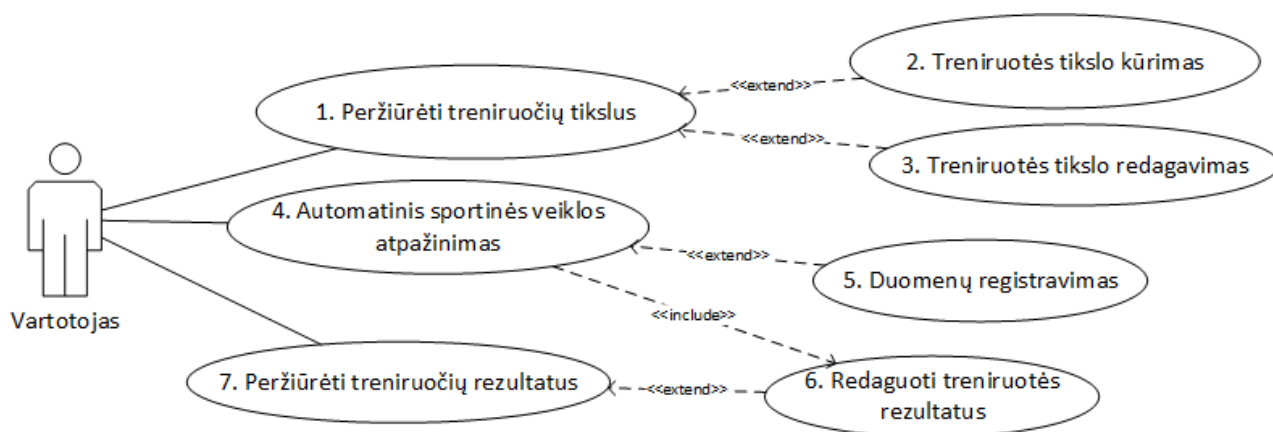 2. Treniruotės tikslo kūrimas
<<extend>>
1. Peržiūrėti treniruočių tikslus
<<extend>>
3. Treniruotės tikslo redagavimas
4. Automatinis sportinės veiklos
atpažinimas
<<extend>>
5. Duomenų registravimas
Vartotojas
<<include>>
7. Peržiūrėti treniruočių rezultatus
<<extend>>
6. Redaguoti treniruotės
rezultatus